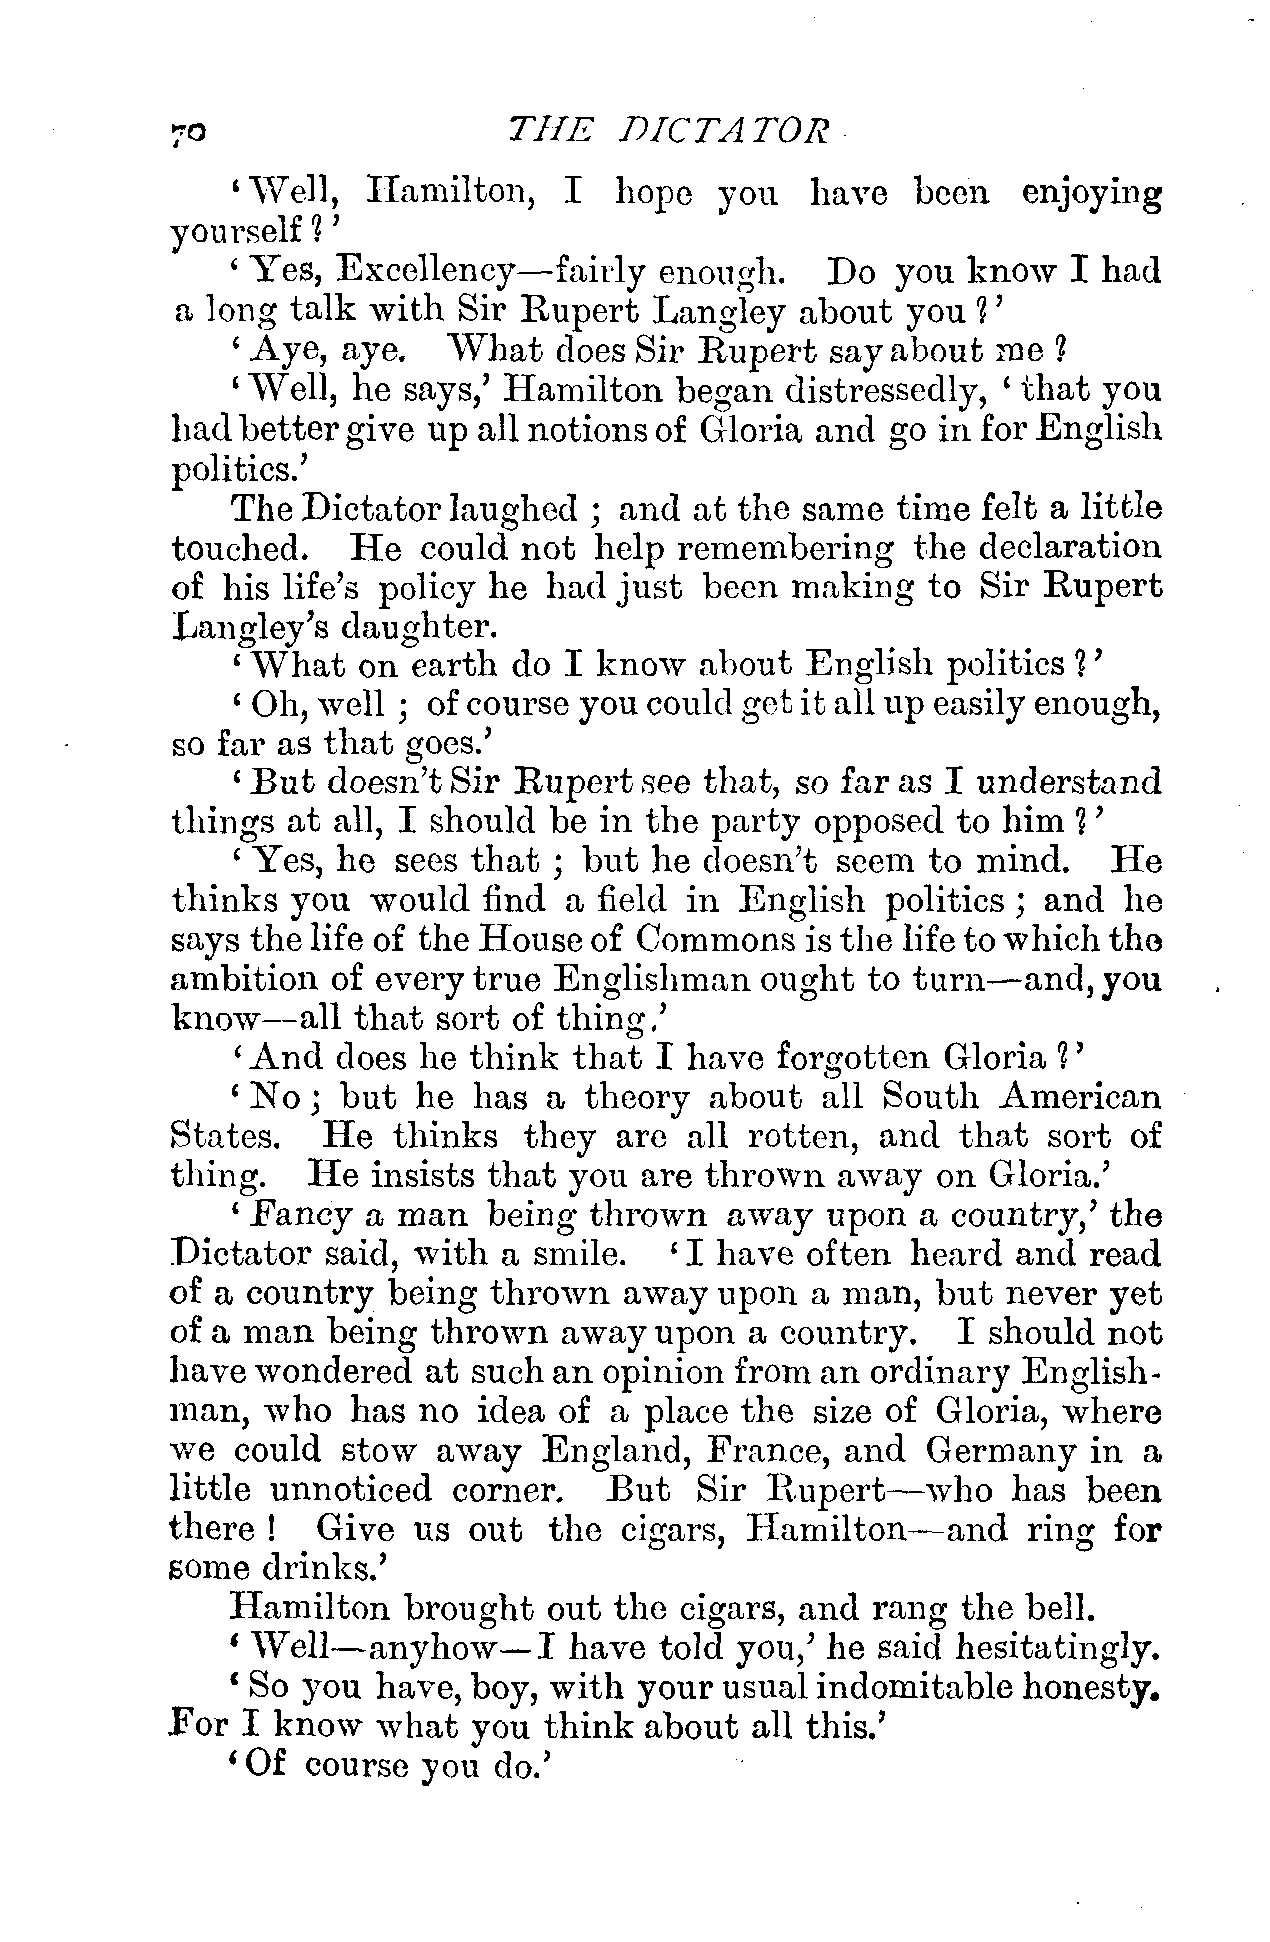 70 THE DICTATOR
‘Well, Hamilton, I hope you have been enjoying
yourself?’
‘Yes, Excellency—fairly enough. Do you know I had
a long talk with Sir Rupert Langley about you?’
‘Aye, aye. What does Sir Rupert say about me?
‘Well, he says,’ Hamilton began distressedly, ‘that you
had better give up all notions of Gloria and go in for English
politics.’
The Dictator laughed; and at the same time felt a little
touched. He could not help remembering the declaration
of his life’s policy he had just been making to Sir Rupert
Langley’s daughter.
‘What on earth do I know about English politics?’
‘Oh, well; of course you could get it all up easily enough,
so far as that goes.’
‘But doesn’t Sir Rupert see that, so far as I understand
things at all, I should be in the party opposed to him?’
‘Yes, he sees that; but he doesn’t seem to mind. He
thinks you would find a field in English politics; and he
says the life of the House of Commons is the life to which the
ambition of every true Englishman ought to turn—and, you
know—all that sort of thing.’
‘And does he think that I have forgotten Gloria?’
‘No; but he has a theory about all South American
States. He thinks they are all rotten, and that sort of
thing. He insists that you are thrown away on Gloria.’
‘Fancy a man being thrown away upon a country,’ the
Dictator said, with a smile. ‘I have often heard and read
of a country being thrown away upon a man, but never yet
of a man being thrown away upon a country. I should not
have wondered at such an opinion from an ordinary English-
man, who has no idea of a place the size of Gloria, where
we could stow away England, France, and Germany in a
little unnoticed corner. But Sir Rupert—who has been
there! Give us out the cigars, Hamilton—and ring for
some drinks.’
Hamilton brought out the cigars, and rang the bell.
‘Well—anyhow—I have told you,’ he said hesitatingly.
‘So you have, boy, with your usual indomitable honesty.
For I know what you think about all this.’
‘Of course you do.’